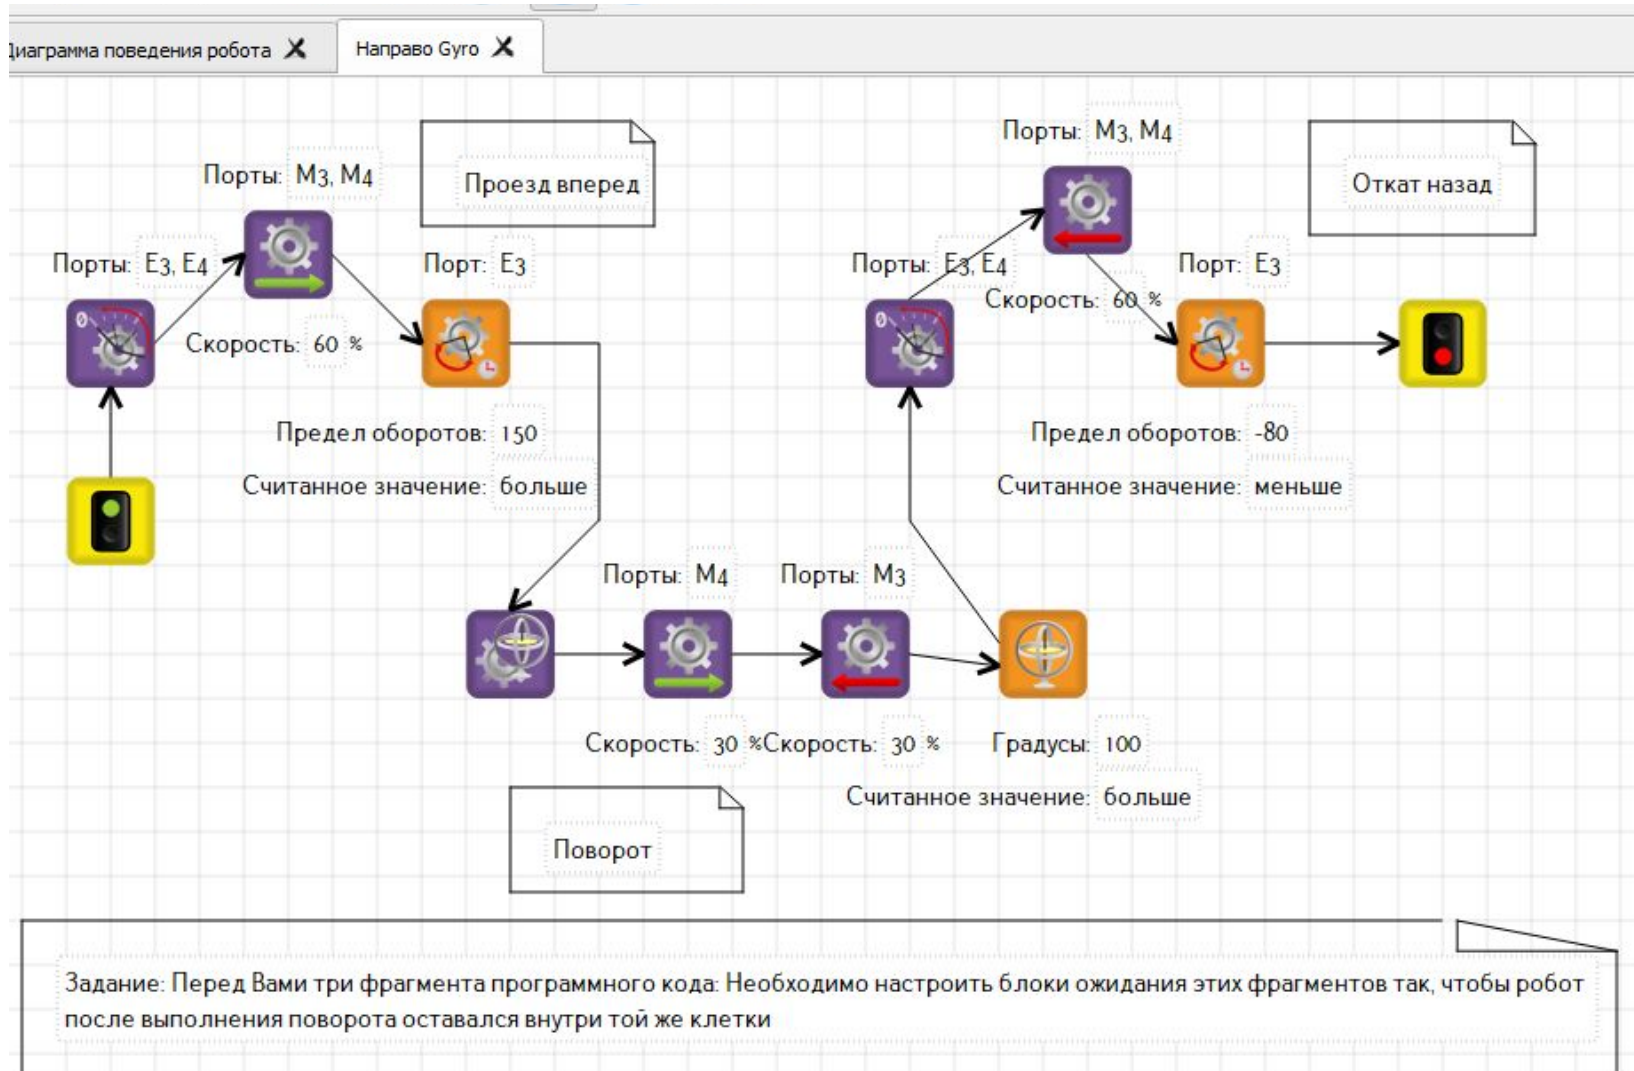 Диаграмма поведения робота
Направо Gyro
Порты: M3, M4
Проезд вперед
Порты: E3, E4
Порт: E3
Скорость: 60 %
Предел оборотов: 150
Считанное значение: больше
Порты: M3, M4
Откат назад
Порты: E3, E4
Порт: E3
Скорость: 60 %
Предел оборотов: -80
Считанное значение: меньше
Порты: M4
Порты: M3
Скорость: 30 %
Скорость: 30 %
Градусы: 100
Считанное значение: больше
Поворот
Задание: Перед Вами три фрагмента программного кода: Необходимо настроить блоки ожидания этих фрагментов так, чтобы робот
после выполнения поворота оставался внутри той же клетки